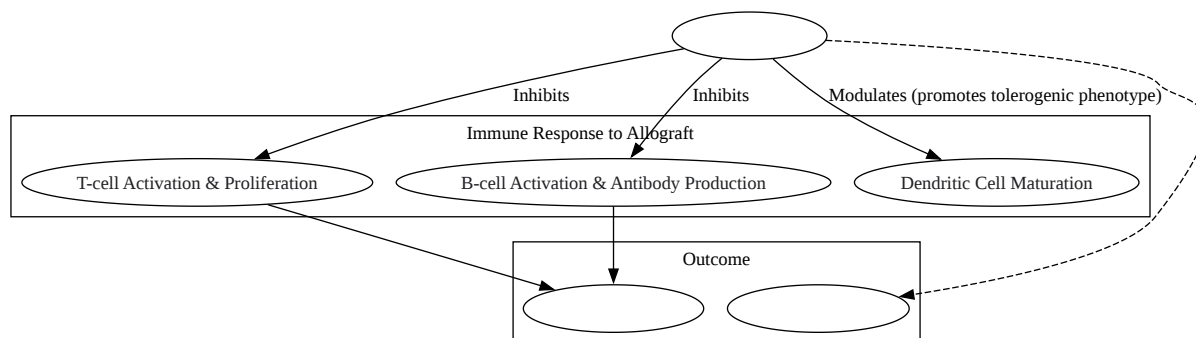 Inhibits
Inhibits
Modulates (promotes tolerogenic phenotype)
Immune Response to Allograft
T-cell Activation & Proliferation
B-cell Activation & Antibody Production
Dendritic Cell Maturation
Outcome